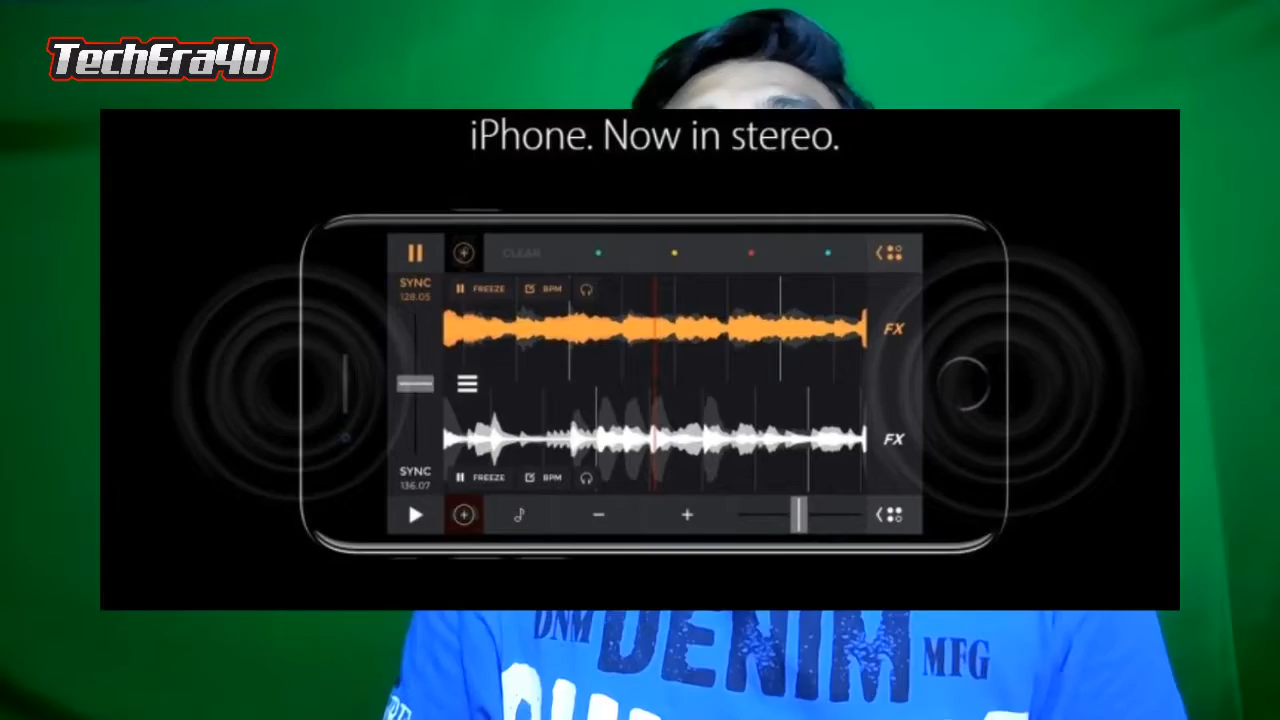 TechEra4u
iPhone. Now in stereo.
CLEAR
SYNC
128.05
FREEZE
BPM
FX
FX
SYNC
136.07
FREEZE
BPM
DNM DENIM MFG